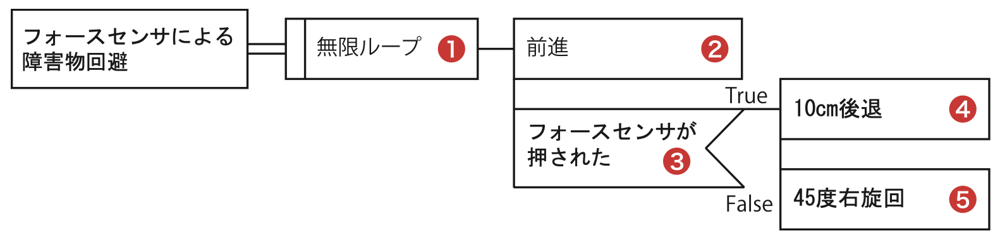 フォースセンサによる
障害物回避
無限ループ
❶
前進
❷
True
フォースセンサが
押された
❸
False
10cm後退
❹
45度右旋回
❺